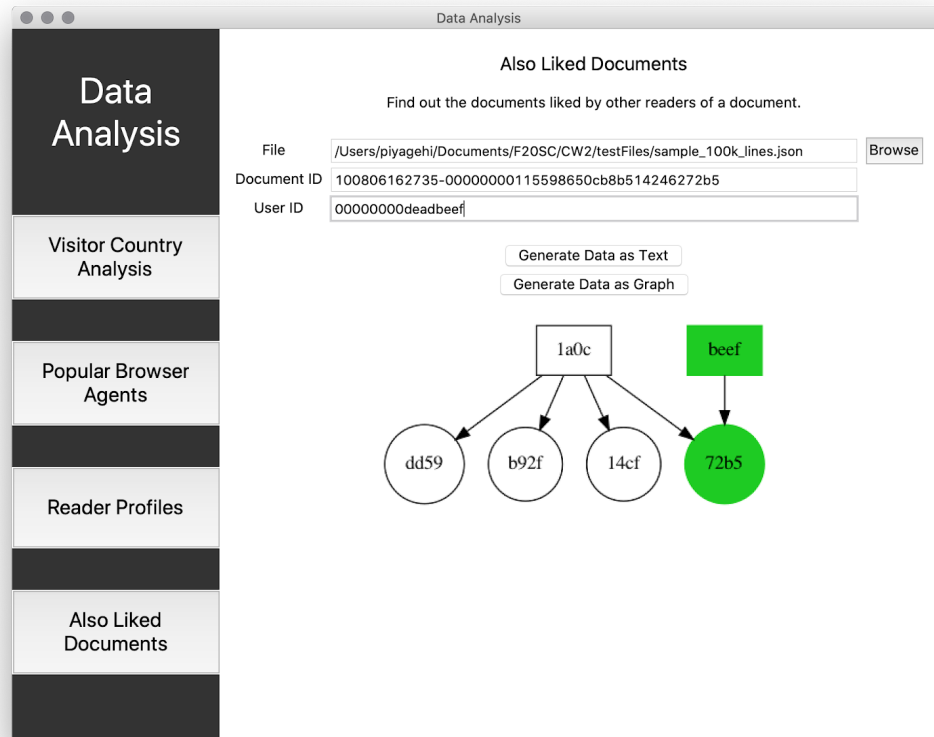 Data Analysis
Data
Analysis
Visitor Country
Analysis
Popular Browser
Agents
Reader Profiles
Also Liked
Documents
Also Liked Documents
Find out the documents liked by other readers of a document.
File /Users/piyagehi/Documents/F20SC/CW2/testFiles/sample_100k_lines.json Browse
Document ID 100806162735-00000000115598650cb8b514246272b5
User ID 00000000deadbeef
Generate Data as Text
Generate Data as Graph
1a0c beef
dd59 b92f 14cf 72b5